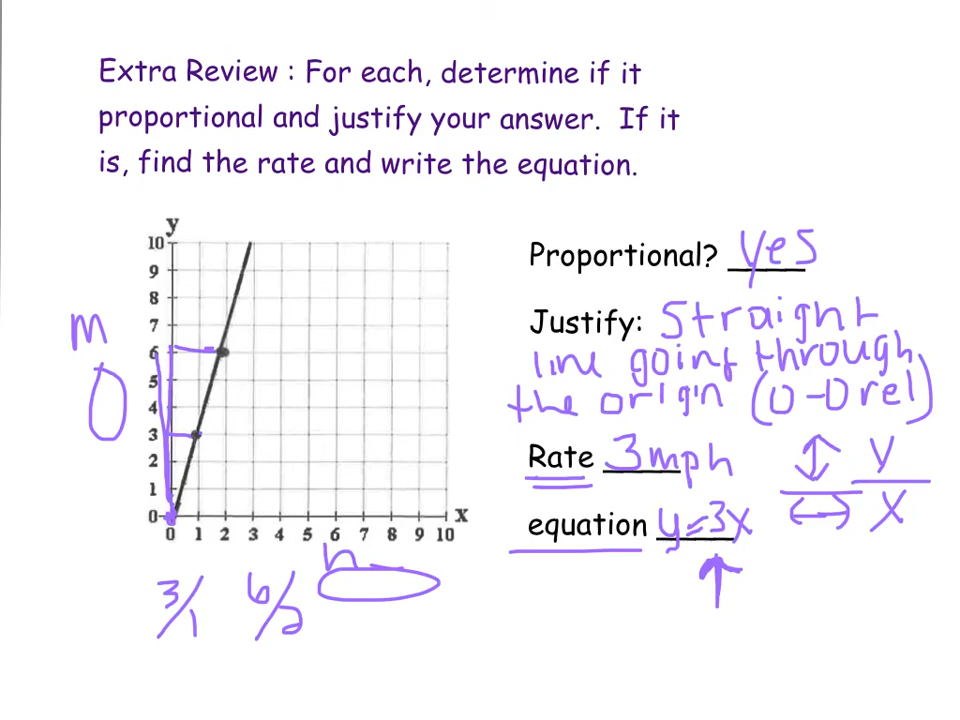 Extra Review : For each, determine if it
proportional and justify your answer. If it
is, find the rate and write the equation.
y
10
9
8
7
6
5
4
3
2
1
0
0 1 2 3 4 5 6 7 8 9 10
x
m
h
3/1 6/2
Proportional? yes
Justify: Straight
line going through
the origin (0-0 rel)
Rate 3mph
equation y=3x
y
x